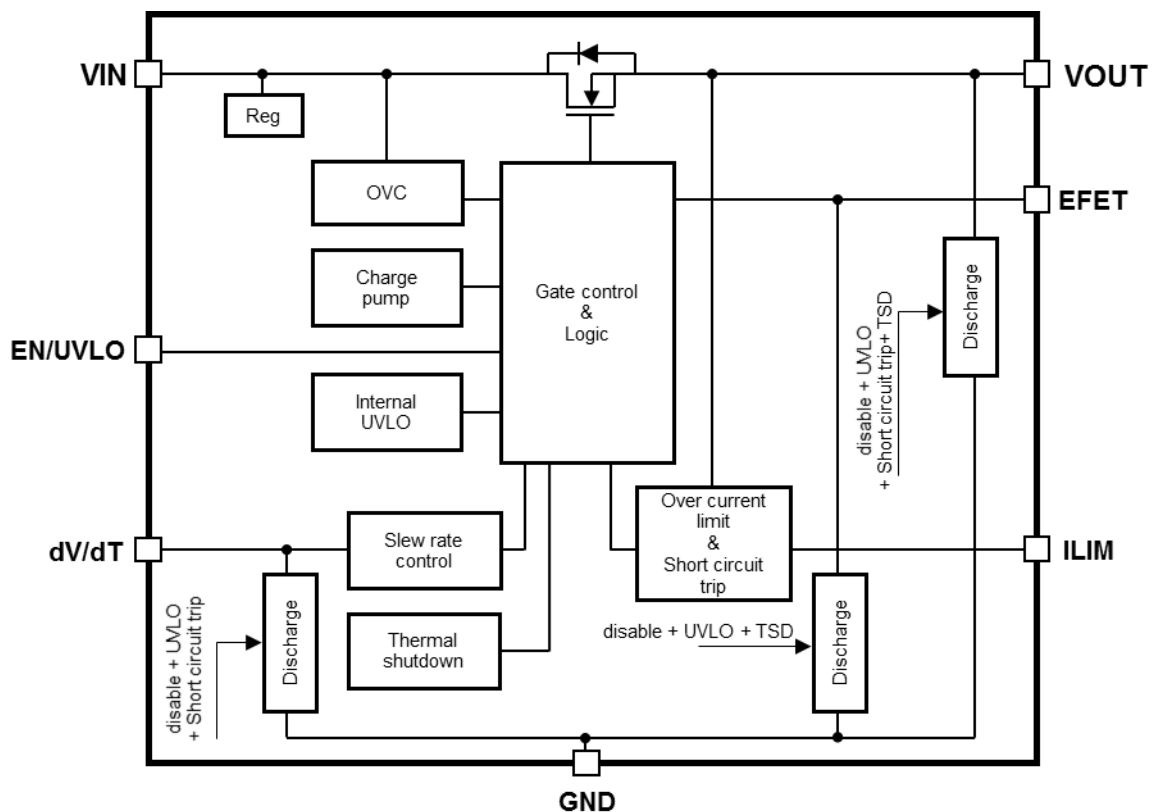 VIN
VOUT
Reg
OVC
EFET
Charge
pump
Gate control
&
Logic
Discharge
disable + UVLO
+ Short circuit trip+ TSD
EN/UVLO
Internal
UVLO
Over current
limit
&
Short circuit
trip
dV/dT
Slew rate
control
ILIM
Discharge
disable + UVLO
+ Short circuit trip
Thermal
shutdown
disable + UVLO + TSD
Discharge
GND